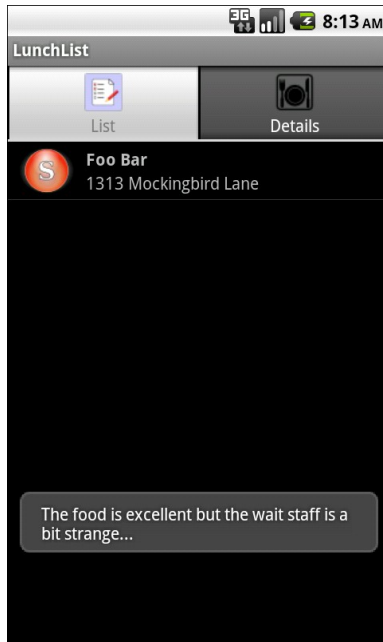 3G 8:13 AM
LunchList
List
Details
S
Foo Bar
1313 Mockingbird Lane
The food is excellent but the wait staff is a
bit strange...